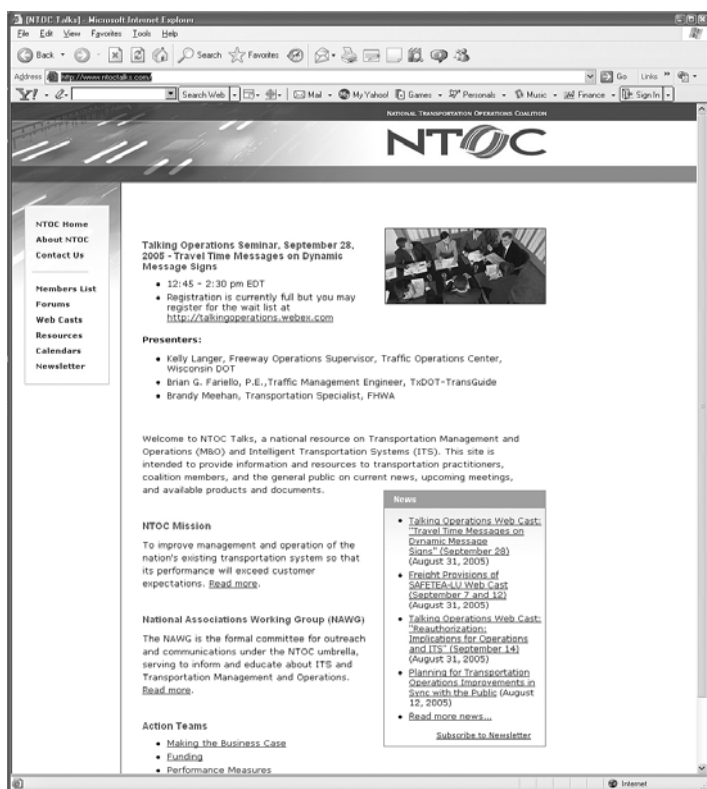 [NTOC Talks] - Microsoft Internet Explorer
File Edit View Favorites Tools Help
Back Search Favorites
Address http://www.ntoctalks.com/ Go Links »
Y! Search Web Mail My Yahoo! Games Personals Music Finance Sign In
NATIONAL TRANSPORTATION OPERATIONS COALITION
NTOC
NTOC Home
About NTOC
Contact Us
Members List
Forums
Web Casts
Resources
Calendars
Newsletter
Talking Operations Seminar, September 28,
2005 - Travel Time Messages on Dynamic
Message Signs
• 12:45 - 2:30 pm EDT
• Registration is currently full but you may
register for the wait list at
http://talkingoperations.webex.com
Presenters:
• Kelly Langer, Freeway Operations Supervisor, Traffic Operations Center,
Wisconsin DOT
• Brian G. Fariello, P.E.,Traffic Management Engineer, TxDOT-TransGuide
• Brandy Meehan, Transportation Specialist, FHWA
Welcome to NTOC Talks, a national resource on Transportation Management and
Operations (M&O) and Intelligent Transportation Systems (ITS). This site is
intended to provide information and resources to transportation practitioners,
coalition members, and the general public on current news, upcoming meetings,
and available products and documents.
NTOC Mission
To improve management and operation of the
nation's existing transportation system so that
its performance will exceed customer
expectations. Read more.
National Associations Working Group (NAWG)
The NAWG is the formal committee for outreach
and communications under the NTOC umbrella,
serving to inform and educate about ITS and
Transportation Management and Operations.
Read more.
Action Teams
• Making the Business Case
• Funding
• Performance Measures
News
• Talking Operations Web Cast:
"Travel Time Messages on
Dynamic Message
Signs" (September 28)
(August 31, 2005)
• Freight Provisions of
SAFETEA-LU Web Cast
(September 7 and 12)
(August 31, 2005)
• Talking Operations Web Cast:
"Reauthorization:
Implications for Operations
and ITS" (September 14)
(August 31, 2005)
• Planning for Transportation
Operations Improvements in
Sync with the Public (August
12, 2005)
• Read more news...
Subscribe to Newsletter
Internet